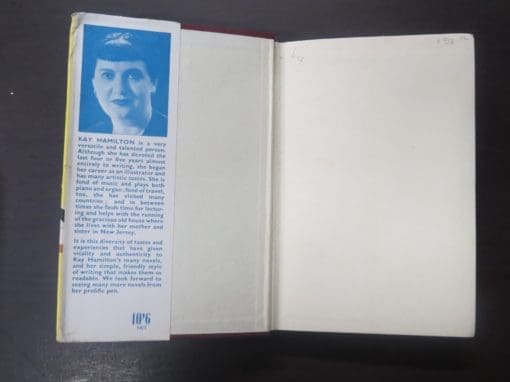 KAY HAMILTON is a very
versatile and talented person.
Although she has devoted the
last four or five years almost
entirely to writing, she began
her career as an illustrator and
has many artistic tastes. She is
fond of music and plays both
piano and organ; fond of travel,
too, she has visited many
countries; and in between
times she finds time for lectur-
ing and helps with the running
of the gracious old house where
she lives with her mother and
sister in New Jersey.
It is this diversity of tastes and
experiences that have given
vitality and authenticity to
Kay Hamilton's many novels,
and her simple, friendly style
of writing that makes them so
readable. We look forward to
seeing many more novels from
her prolific pen.
10'6
NET